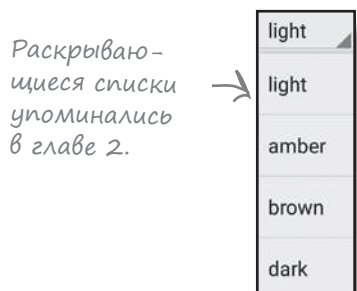 Раскрываю-
щиеся списки
упоминались
в главе 2.
light
light
amber
brown
dark